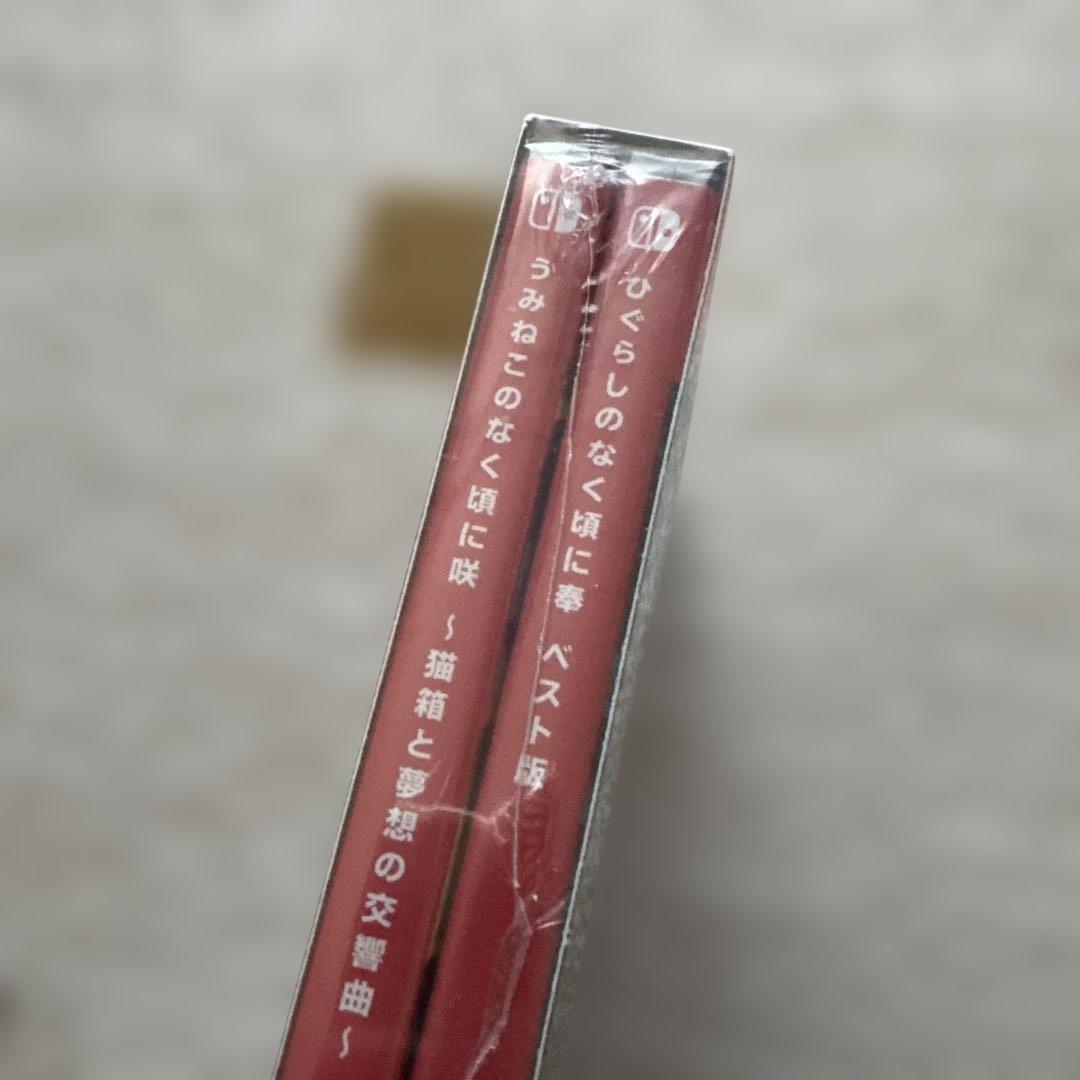 うみねこのなく頃に咲 〜猫箱と夢想の交響曲〜
ひぐらしのなく頃に奉 ベスト版